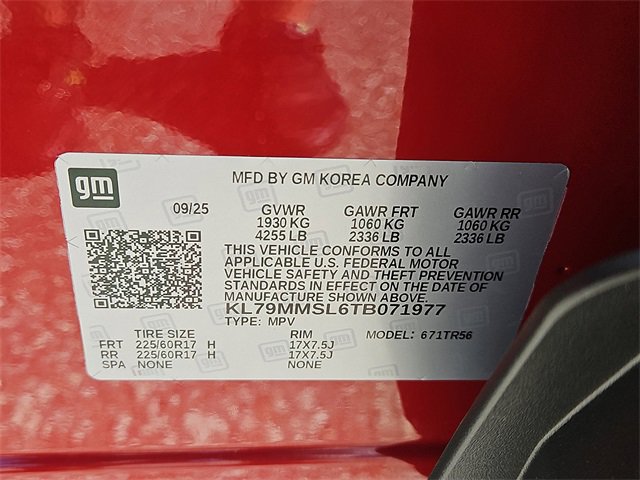 gm
MFD BY GM KOREA COMPANY
09/25 GVWR GAWR FRT GAWR RR
1930 KG 1060 KG 1060 KG
4255 LB 2336 LB 2336 LB
THIS VEHICLE CONFORMS TO ALL
APPLICABLE U.S. FEDERAL MOTOR
VEHICLE SAFETY AND THEFT PREVENTION
STANDARDS IN EFFECT ON THE DATE OF
MANUFACTURE SHOWN ABOVE.
KL79MMSL6TB071977
TYPE: MPV
TIRE SIZE RIM MODEL: 671TR56
FRT 225/60R17 H 17X7.5J
RR 225/60R17 H 17X7.5J
SPA NONE NONE